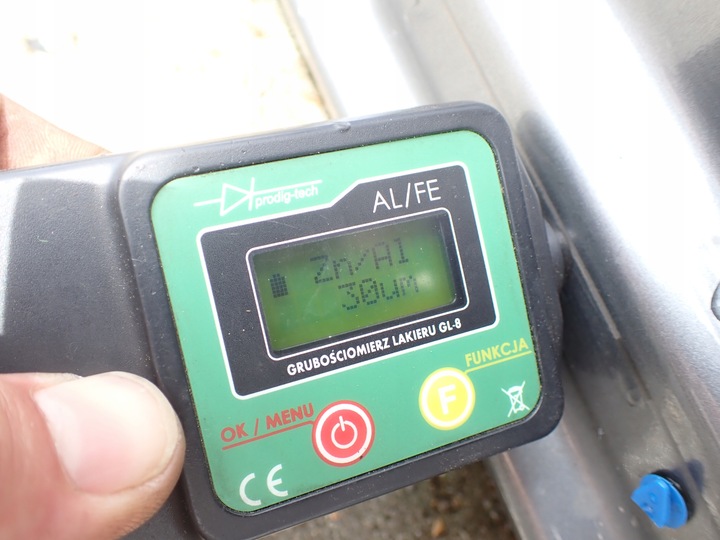 prodig-tech
AL/FE
Zn/Al
30um
GRUBOŚCIOMIERZ LAKIERU GL-8
FUNKCJA
OK / MENU
F
CE